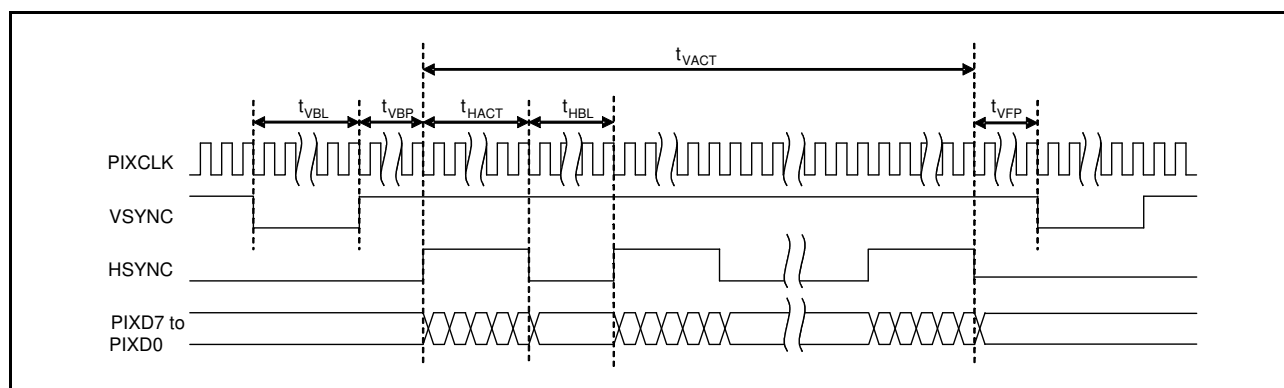 tVACT
tVBL tVBP tHACT tHBL tVFP
PIXCLK
VSYNC
HSYNC
PIXD7 to
PIXD0